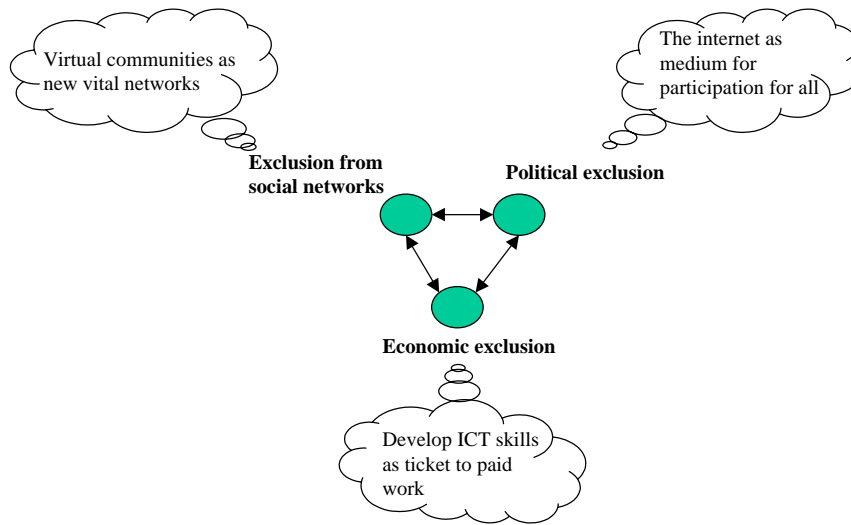 Virtual communities as
new vital networks
The internet as
medium for
participation for all
Exclusion from
social networks
Political exclusion
Economic exclusion
Develop ICT skills
as ticket to paid
work